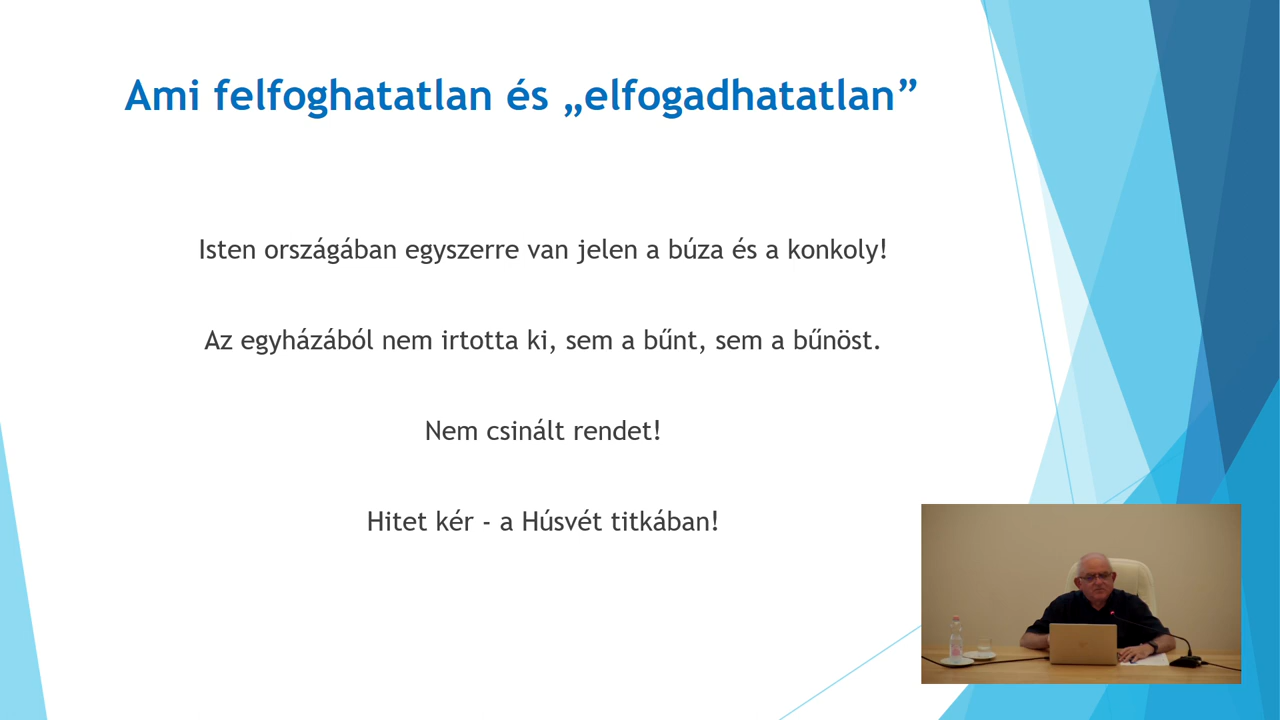 Ami felfoghatatlan és „elfogadhatatlan”
Isten országában egyszerre van jelen a búza és a konkoly!
Az egyházából nem irtotta ki, sem a bűnt, sem a bűnöst.
Nem csinált rendet!
Hitet kér - a Húsvét titkában!